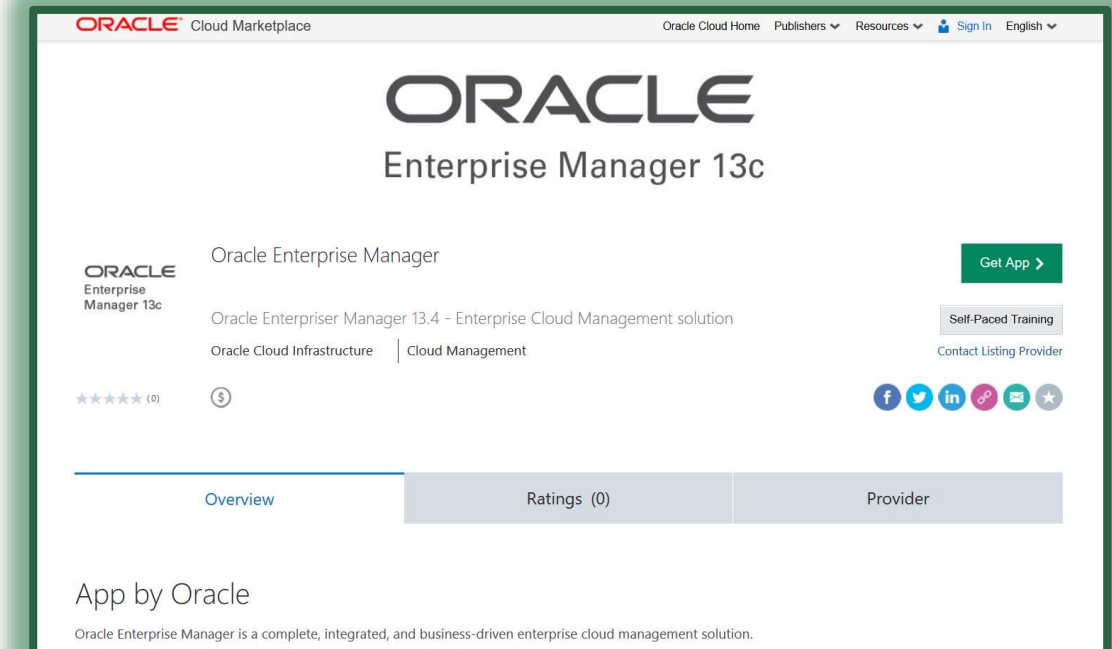 ORACLE Cloud Marketplace
Oracle Cloud Home Publishers Resources Sign In English
ORACLE
Enterprise Manager 13c
ORACLE
Enterprise
Manager 13c
Oracle Enterprise Manager
Get App
Oracle Enterpriser Manager 13.4 - Enterprise Cloud Management solution
Self-Paced Training
Oracle Cloud Infrastructure Cloud Management
Contact Listing Provider
(0)
$
f in
Overview Ratings (0) Provider
App by Oracle
Oracle Enterprise Manager is a complete, integrated, and business-driven enterprise cloud management solution.